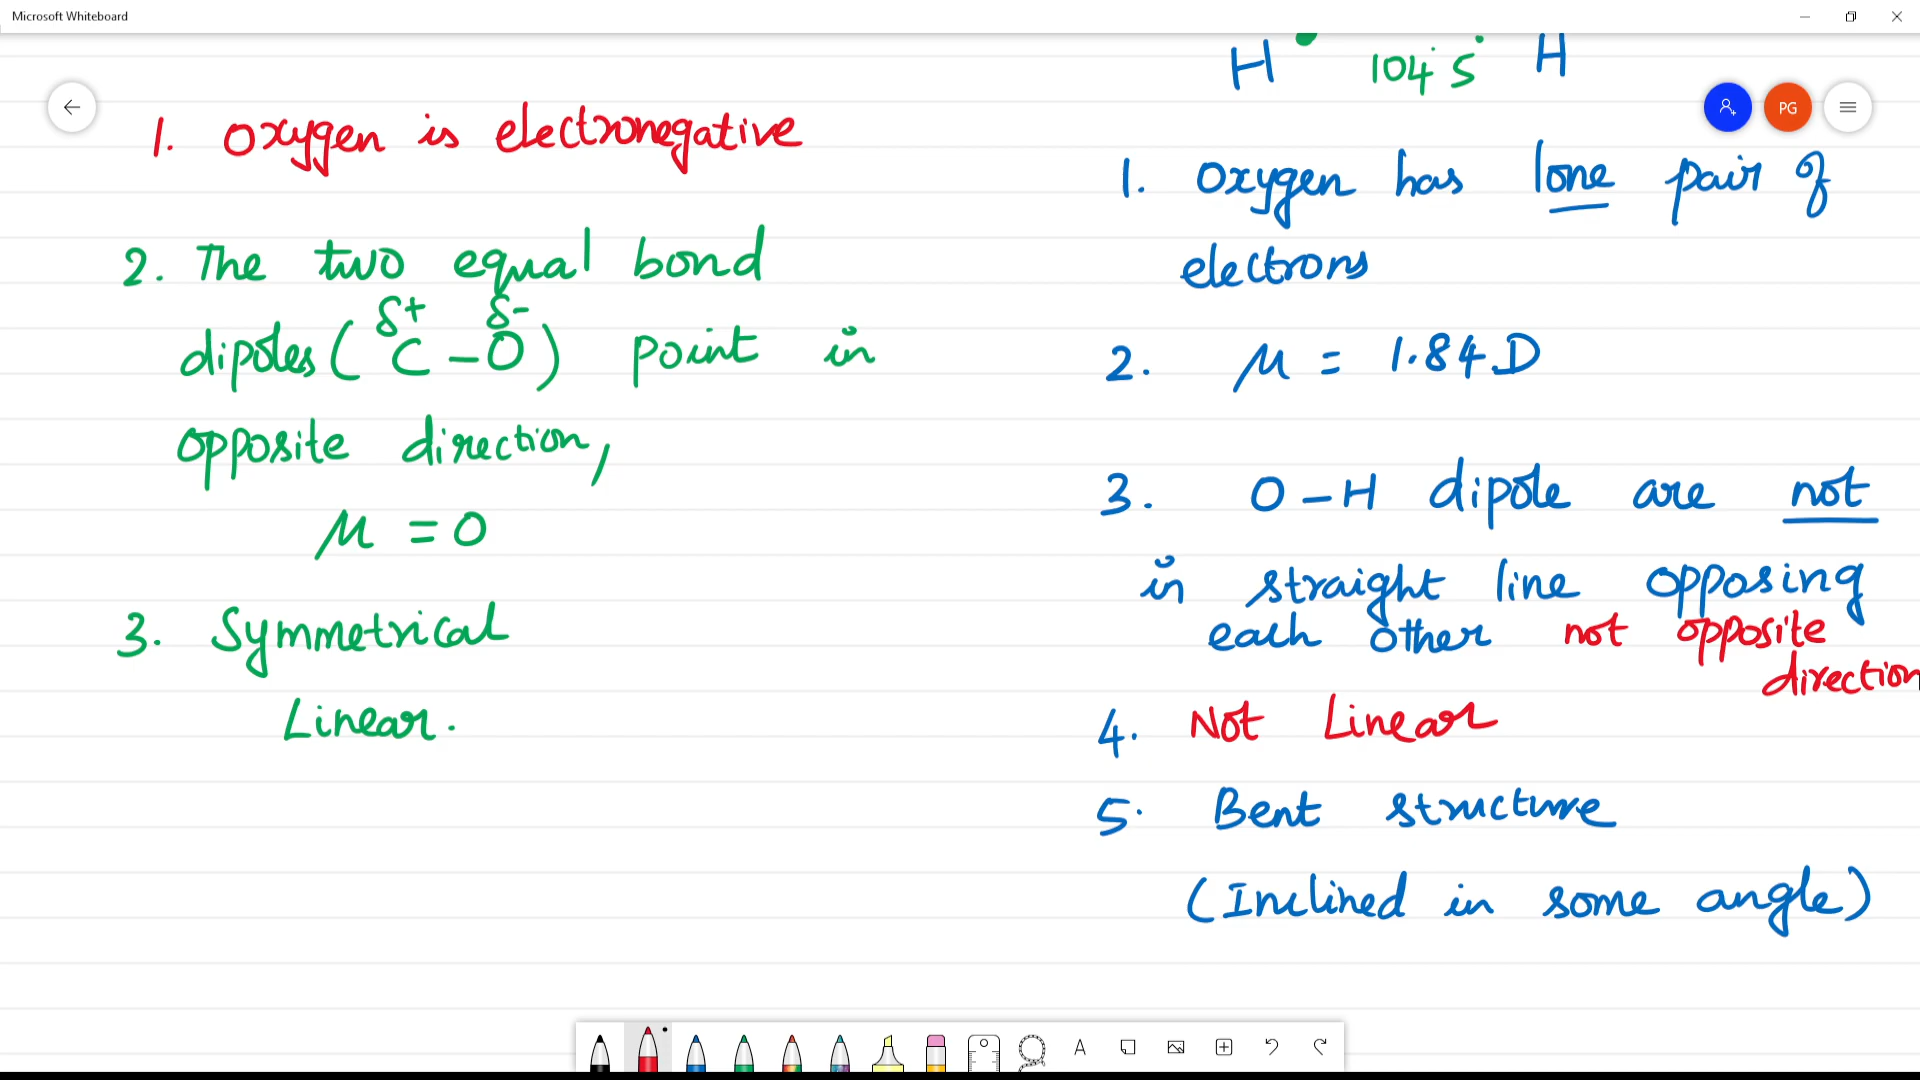 Microsoft Whiteboard
1. Oxygen is electronegative
2. The two equal bond
δ+ δ-
dipoles ( C - O ) point in
opposite direction,
μ = 0
3. Symmetrical
Linear.
H 104°5° H
PG
1. Oxygen has lone pair of
electrons
2. μ = 1.84.D
3. O - H dipole are not
in straight line opposing
each other not opposite
direction
4. Not Linear
5. Bent structure
(Inclined in some angle)
A